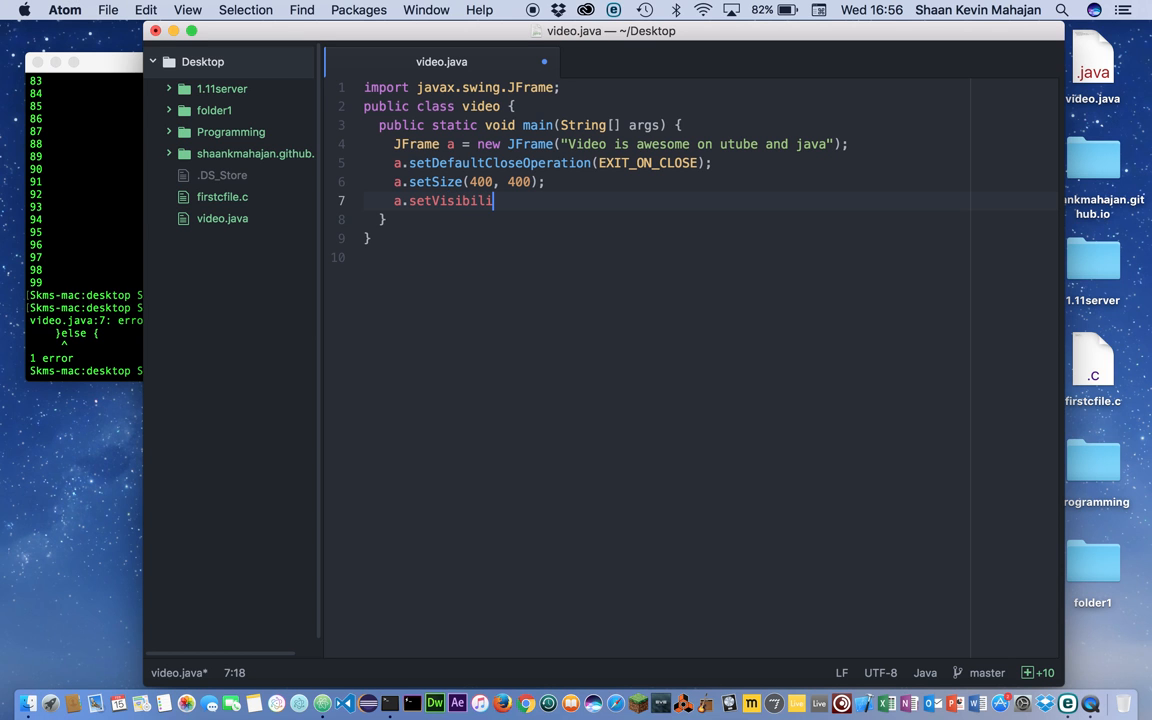 Atom File Edit View Selection Find Packages Window Help 82% Wed 16:56 Shaan Kevin Mahajan
video.java — ~/Desktop
83
84
85
86
87
88
89
90
91
92
93
94
95
96
97
98
99
[Skms-mac:desktop S
[Skms-mac:desktop S
video.java:7: erro
}else {
^
1 error
Skms-mac:desktop S
Desktop
1.11server
folder1
Programming
shaankmahajan.github.
.DS_Store
firstcfile.c
video.java
video.java
1 import javax.swing.JFrame;
2 public class video {
3 public static void main(String[] args) {
4 JFrame a = new JFrame("Video is awesome on utube and java");
5 a.setDefaultCloseOperation(EXIT_ON_CLOSE);
6 a.setSize(400, 400);
7 a.setVisibili
8 }
9 }
10
video.java* 7:18 LF UTF-8 Java master +10
.java
video.java
ankmahajan.git
hub.io
1.11server
.c
firstcfile.c
rogramming
folder1